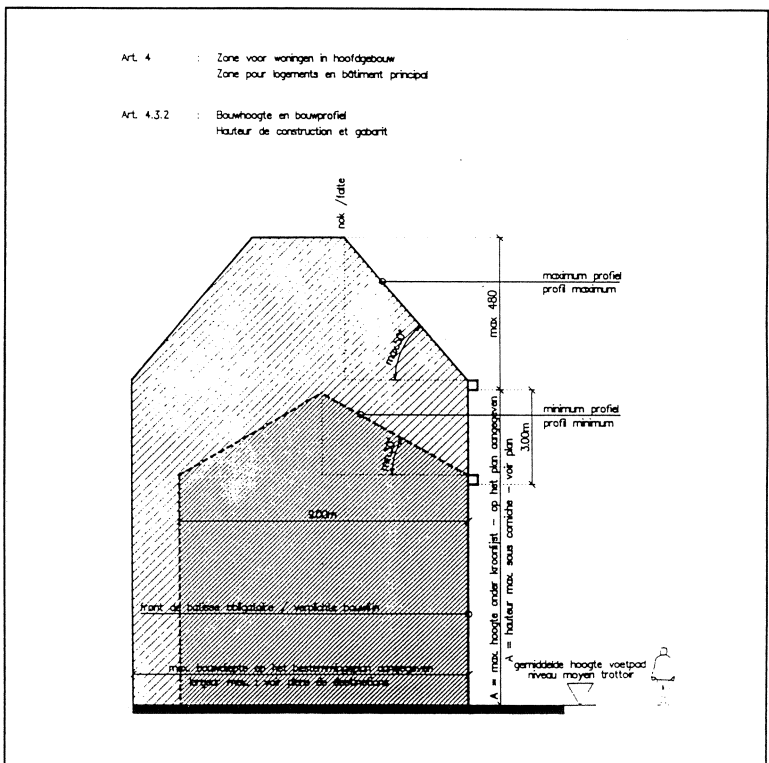 Art. 4 : Zone voor woningen in hoofdgebouw
Zone pour logements en bâtiment principal
Art. 4.3.2 : Bouwhoogte en bouwprofiel
Hauteur de construction et gabarit
nok /faîte
maximum profiel
profil maximum
max 480
max.50°
minimum profiel
profil minimum
3.00m
min.30°
9.00m
A = max. hoogte onder kroonlijst - op het plan aangegeven
A = hauteur max. sous corniche - voir plan
front de batisse obligatoire / verplichte bouwlijn
max. bouwdiepte op het bestemmingsplan aangegeven
largeur max. : voir plans de destinations
gemiddelde hoogte voetpad
niveau moyen trottoir